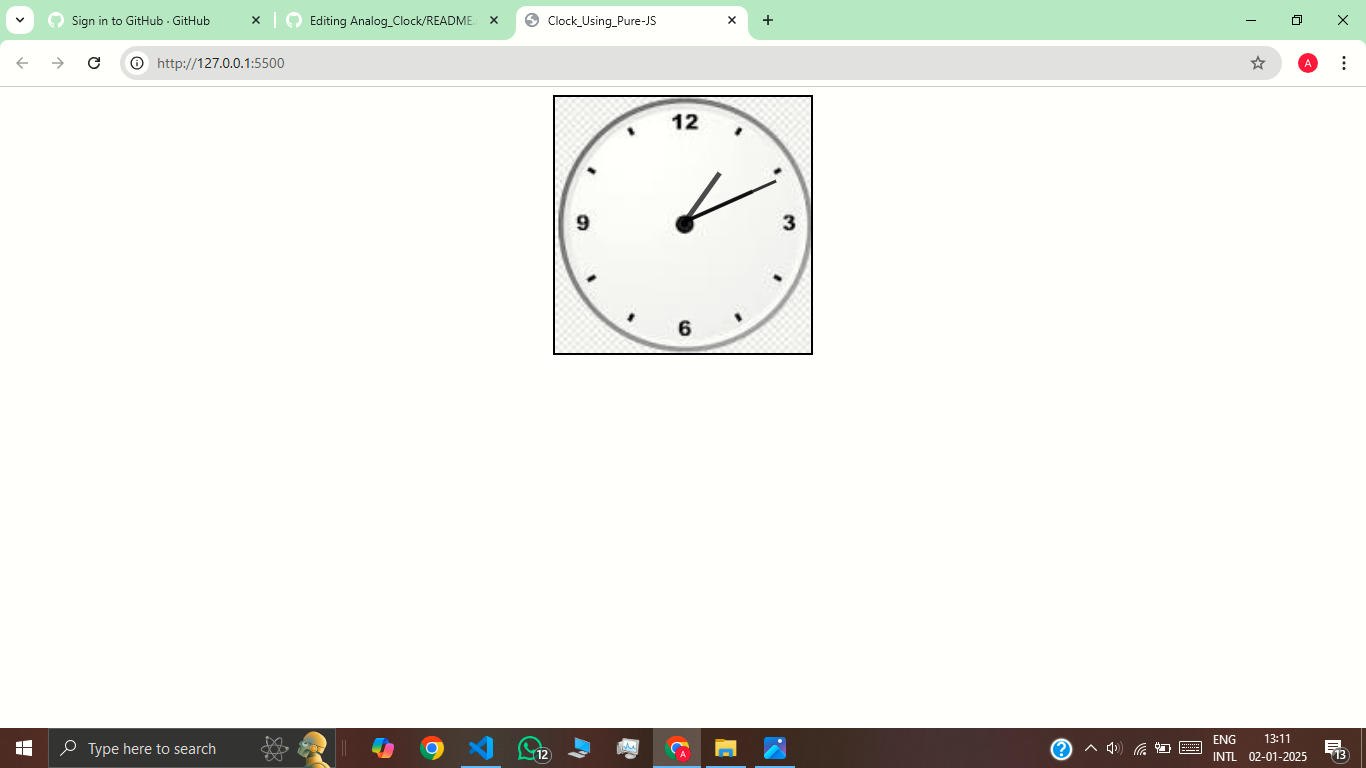 Sign in to GitHub · GitHub
Editing Analog_Clock/README.
Clock_Using_Pure-JS
http://127.0.0.1:5500
A
12
9
3
6
Type here to search
12
A
ENG
INTL
13:11
02-01-2025
13